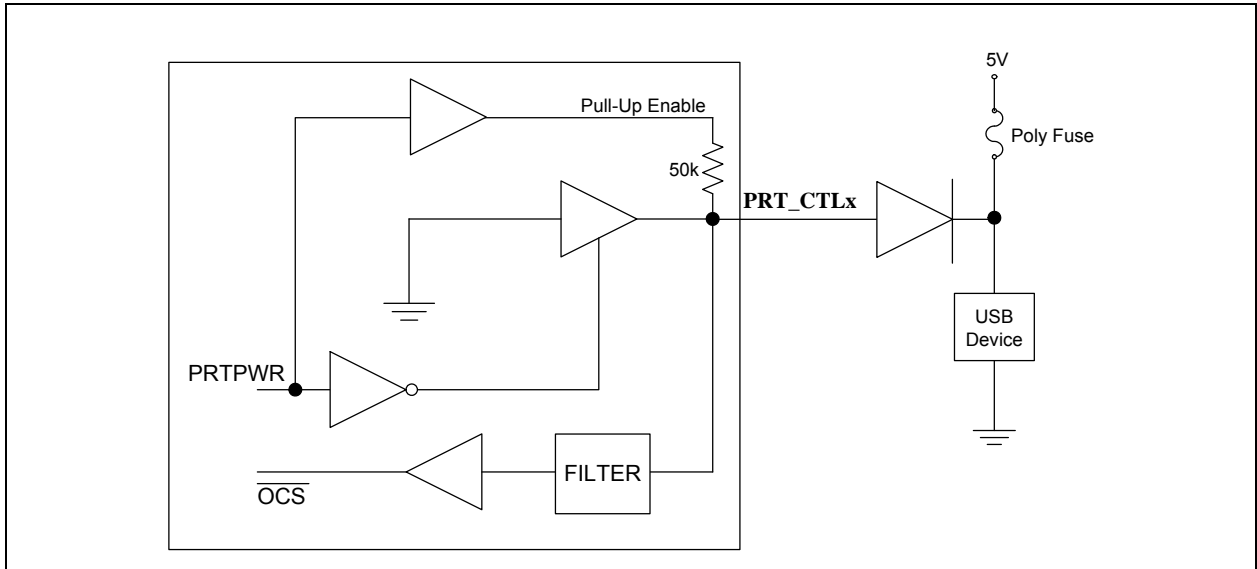 5V
Pull-Up Enable
Poly Fuse
50k
PRT_CTLx
USB
Device
PRTPWR
FILTER
OCS